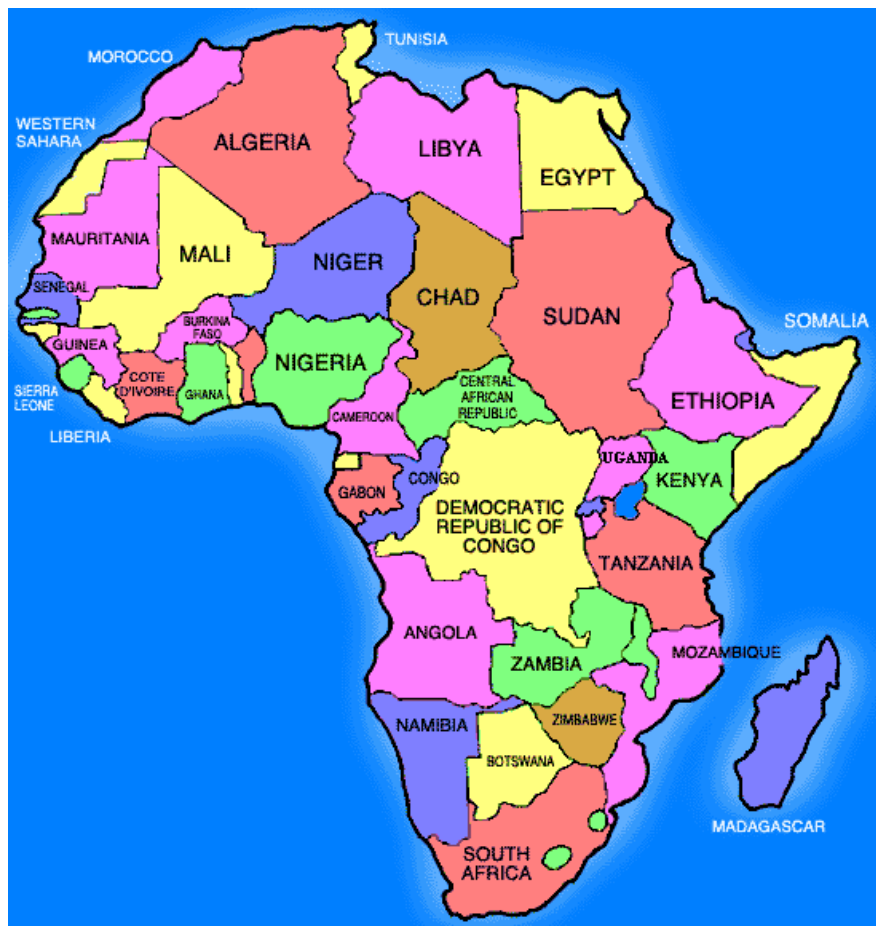 TUNISIA
MOROCCO
WESTERN
SAHARA
ALGERIA
LIBYA
EGYPT
MAURITANIA
MALI
NIGER
CHAD
SUDAN
SENEGAL
BURKINA
FASO
GUINEA
NIGERIA
SOMALIA
SIERRA
LEONE
COTE
D'IVOIRE
GHANA
CENTRAL
AFRICAN
REPUBLIC
ETHIOPIA
LIBERIA
CAMEROON
UGANDA
KENYA
GABON
CONGO
DEMOCRATIC
REPUBLIC OF
CONGO
TANZANIA
ANGOLA
ZAMBIA
MOZAMBIQUE
NAMIBIA
ZIMBABWE
BOTSWANA
MADAGASCAR
SOUTH
AFRICA